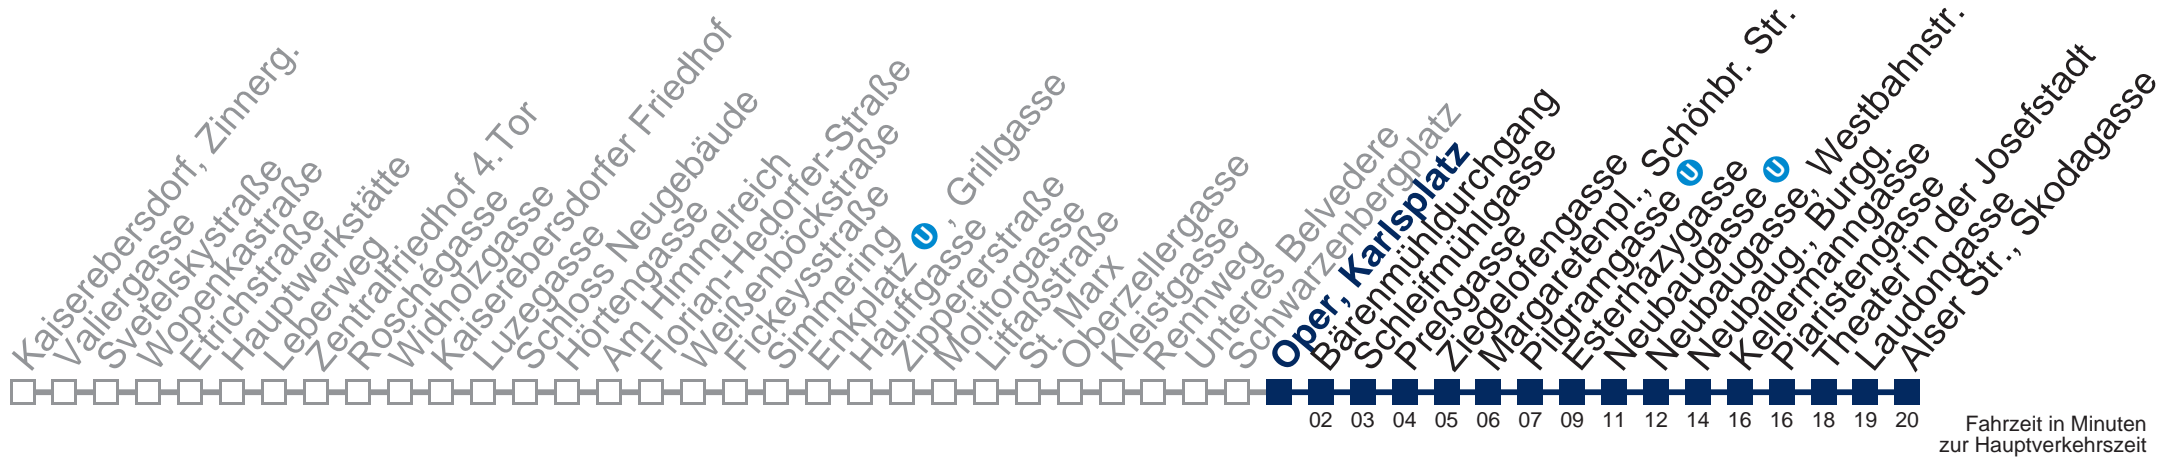 Kaiserebersdorf, Zinnerg.
Valiergasse
Svetelskystraße
Wopenkastraße
Etrichstraße
Hauptwerkstätte
Leberweg
Zentralfriedhof 4.Tor
Roschégasse
Widholzgasse
Kaiserebersdorfer Friedhof
Luzegasse
Schloss Neugebäude
Hörtengasse
Am Himmelreich
Florian-Hedorfer-Straße
Weißenböckstraße
Fickeysstraße
Simmering U
Enkplatz U, Grillgasse
Hauffgasse
Zippererstraße
Molitorgasse
Litfaßstraße
St. Marx
Oberzellergasse
Kleistgasse
Rennweg
Unteres Belvedere
Schwarzenbergplatz
Oper, Karlsplatz
Bärenmühldurchgang
Schleifmühlgasse
Preßgasse
Ziegelofengasse
Margaretenpl., Schönbr. Str.
Pilgramgasse U
Esterházygasse
Neubaugasse U
Neubaugasse, Westbahnstr.
Neubaug., Burgg.
Kellermanngasse
Piaristengasse
Theater in der Josefstadt
Laudongasse
Alser Str., Skodagasse
02 03 04 05 06 07 09 11 12 14 16 16 18 19 20
Fahrzeit in Minuten
zur Hauptverkehrszeit